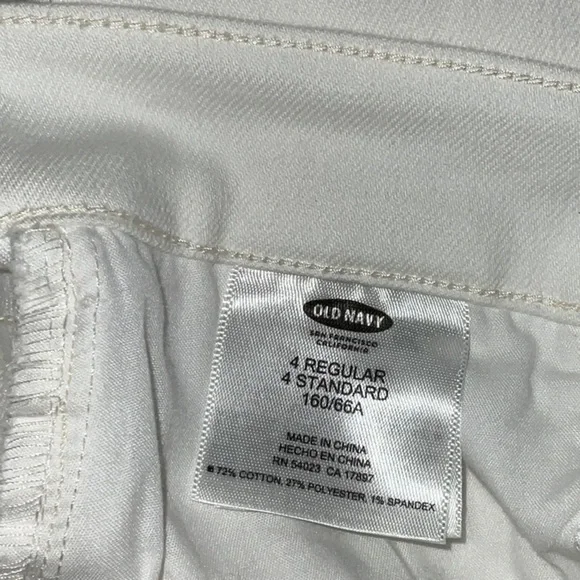 OLD NAVY
SAN FRANCISCO
CALIFORNIA
4 REGULAR
4 STANDARD
160/66A
MADE IN CHINA
HECHO EN CHINA
RN 54023 CA 17897
72% COTTON, 27% POLYESTER, 1% SPANDEX